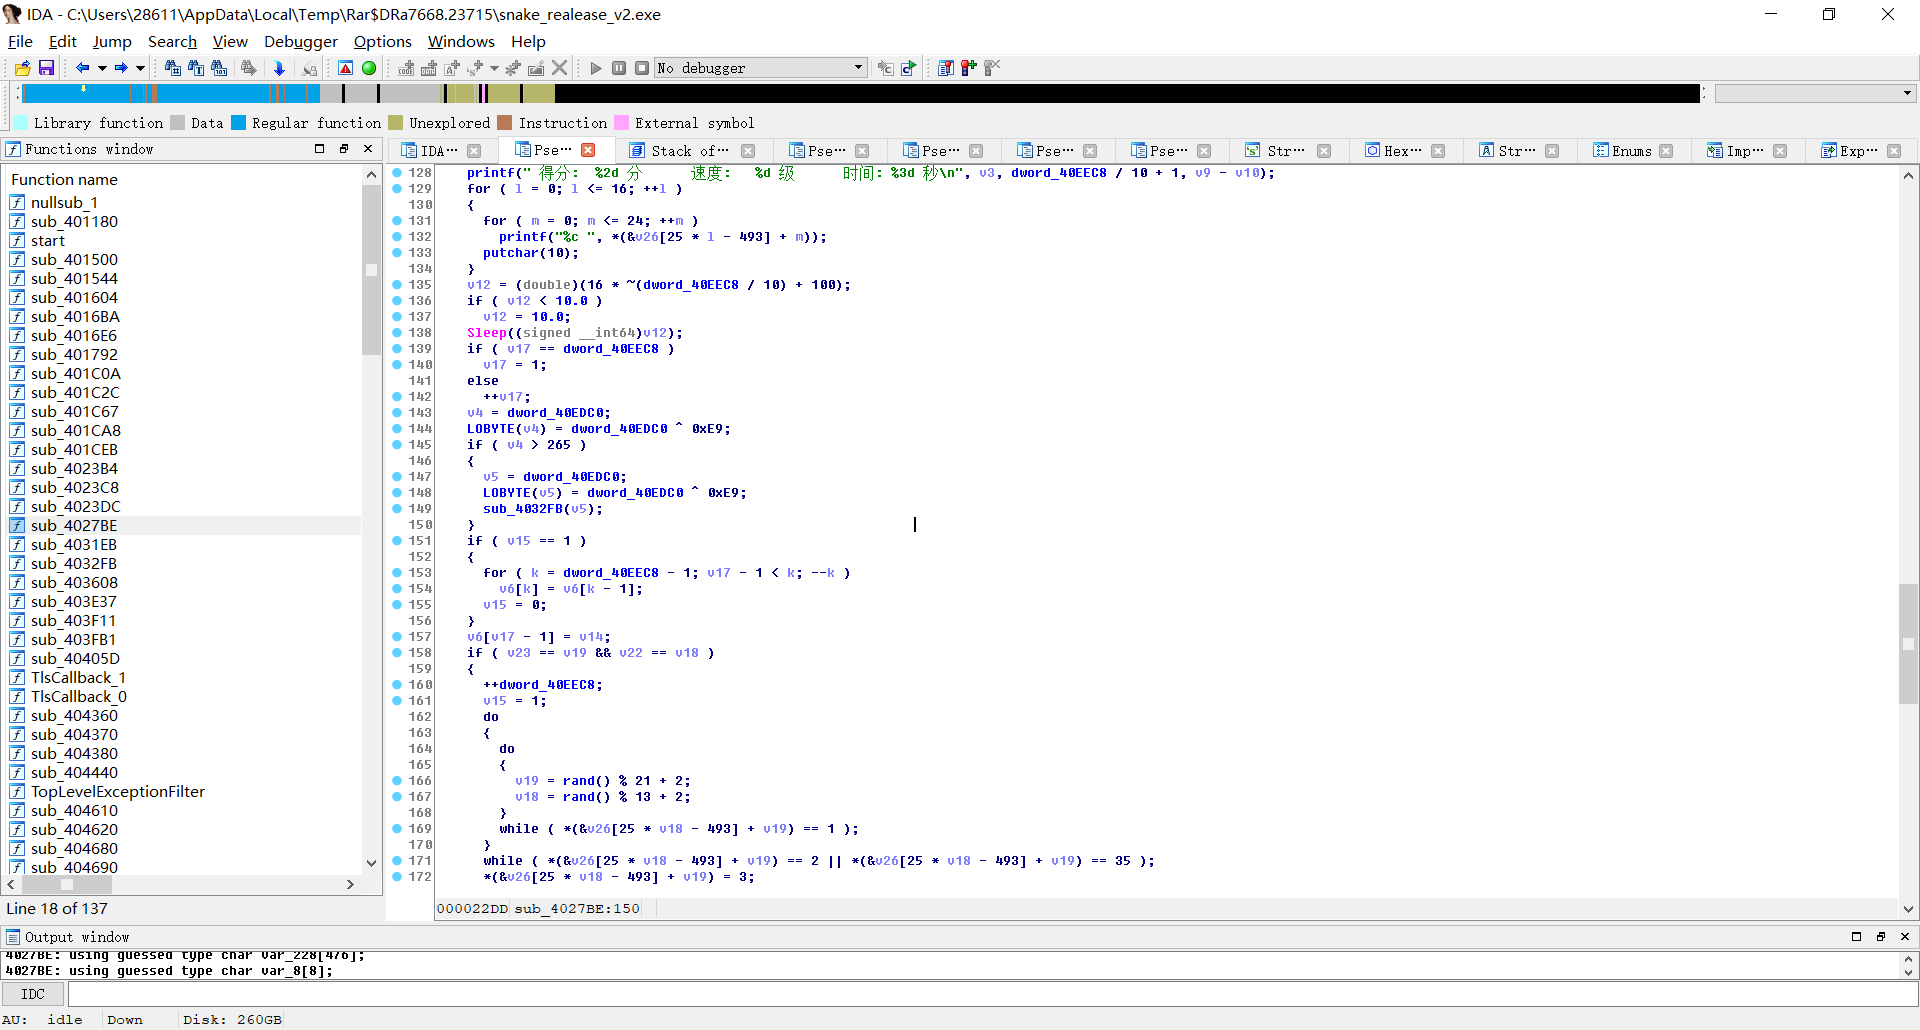 IDA - C:\Users\28611\AppData\Local\Temp\Rar$DRa7668.23715\snake_realease_v2.exe
File Edit Jump Search View Debugger Options Windows Help
No debugger
Library function Data Regular function Unexplored Instruction External symbol
Functions window
IDA··· Pse··· Stack of··· Pse··· Pse··· Pse··· Pse··· Str··· Hex··· Str··· Enums Imp··· Exp···
Function name
nullsub_1
sub_401180
start
sub_401500
sub_401544
sub_401604
sub_4016BA
sub_4016E6
sub_401792
sub_401C0A
sub_401C2C
sub_401C67
sub_401CA8
sub_401CEB
sub_4023B4
sub_4023C8
sub_4023DC
sub_4027BE
sub_4031EB
sub_4032FB
sub_403608
sub_403E37
sub_403F11
sub_403FB1
sub_40405D
TlsCallback_1
TlsCallback_0
sub_404360
sub_404370
sub_404380
sub_404440
TopLevelExceptionFilter
sub_404610
sub_404620
sub_404680
sub_404690
Line 18 of 137
128 printf(" 得分: %2d 分 速度: %d 级 时间: %3d 秒\n", v3, dword_40EEC8 / 10 + 1, v9 - v10);
129 for ( l = 0; l <= 16; ++l )
130 {
131 for ( m = 0; m <= 24; ++m )
132 printf("%c ", *(&v26[25 * l - 493] + m));
133 putchar(10);
134 }
135 v12 = (double)(16 * ~(dword_40EEC8 / 10) + 100);
136 if ( v12 < 10.0 )
137 v12 = 10.0;
138 Sleep((signed __int64)v12);
139 if ( v17 == dword_40EEC8 )
140 v17 = 1;
141 else
142 ++v17;
143 v4 = dword_40EDC0;
144 LOBYTE(v4) = dword_40EDC0 ^ 0xE9;
145 if ( v4 > 265 )
146 {
147 v5 = dword_40EDC0;
148 LOBYTE(v5) = dword_40EDC0 ^ 0xE9;
149 sub_4032FB(v5);
150 }
151 if ( v15 == 1 )
152 {
153 for ( k = dword_40EEC8 - 1; v17 - 1 < k; --k )
154 v6[k] = v6[k - 1];
155 v15 = 0;
156 }
157 v6[v17 - 1] = v14;
158 if ( v23 == v19 && v22 == v18 )
159 {
160 ++dword_40EEC8;
161 v15 = 1;
162 do
163 {
164 do
165 {
166 v19 = rand() % 21 + 2;
167 v18 = rand() % 13 + 2;
168 }
169 while ( *(&v26[25 * v18 - 493] + v19) == 1 );
170 }
171 while ( *(&v26[25 * v18 - 493] + v19) == 2 || *(&v26[25 * v18 - 493] + v19) == 35 );
172 *(&v26[25 * v18 - 493] + v19) = 3;
000022DD sub_4027BE:150
Output window
4027BE: using guessed type char var_228[476];
4027BE: using guessed type char var_8[8];
IDC
AU: idle Down Disk: 260GB